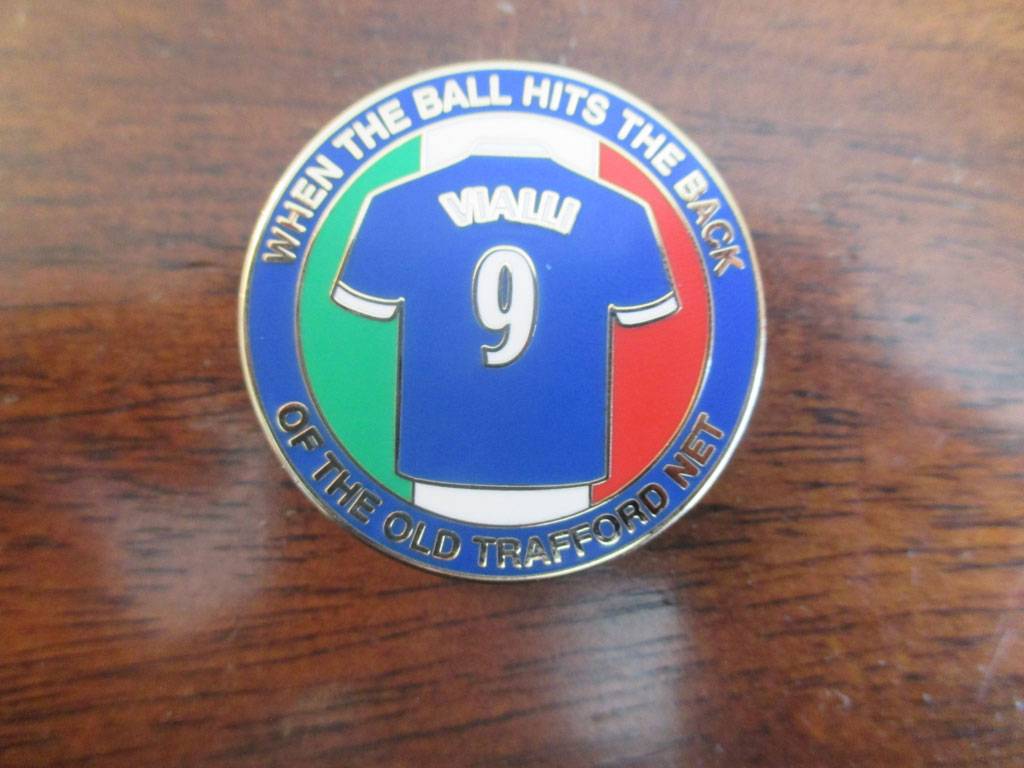 WHEN THE BALL HITS THE BACK
VIALLI
9
OF THE OLD TRAFFORD NET